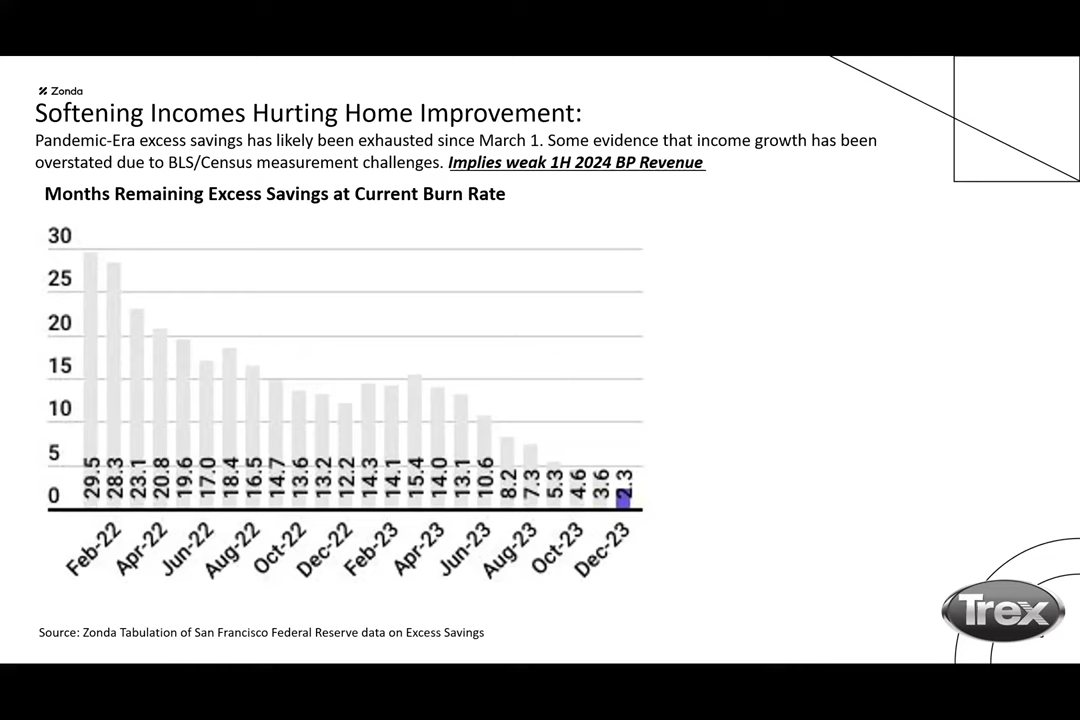 Zonda
Softening Incomes Hurting Home Improvement:
Pandemic-Era excess savings has likely been exhausted since March 1. Some evidence that income growth has been
overstated due to BLS/Census measurement challenges. Implies weak 1H 2024 BP Revenue
Months Remaining Excess Savings at Current Burn Rate
30
25
20
15
10
5
0
29.5 28.3 23.1 20.8 19.6 17.0 18.4 16.5 14.7 13.6 13.2 12.2 14.3 14.1 15.4 14.0 13.1 10.6 8.2 7.3 5.3 4.6 3.6 2.3
Feb-22 Apr-22 Jun-22 Aug-22 Oct-22 Dec-22 Feb-23 Apr-23 Jun-23 Aug-23 Oct-23 Dec-23
Trex
Source: Zonda Tabulation of San Francisco Federal Reserve data on Excess Savings